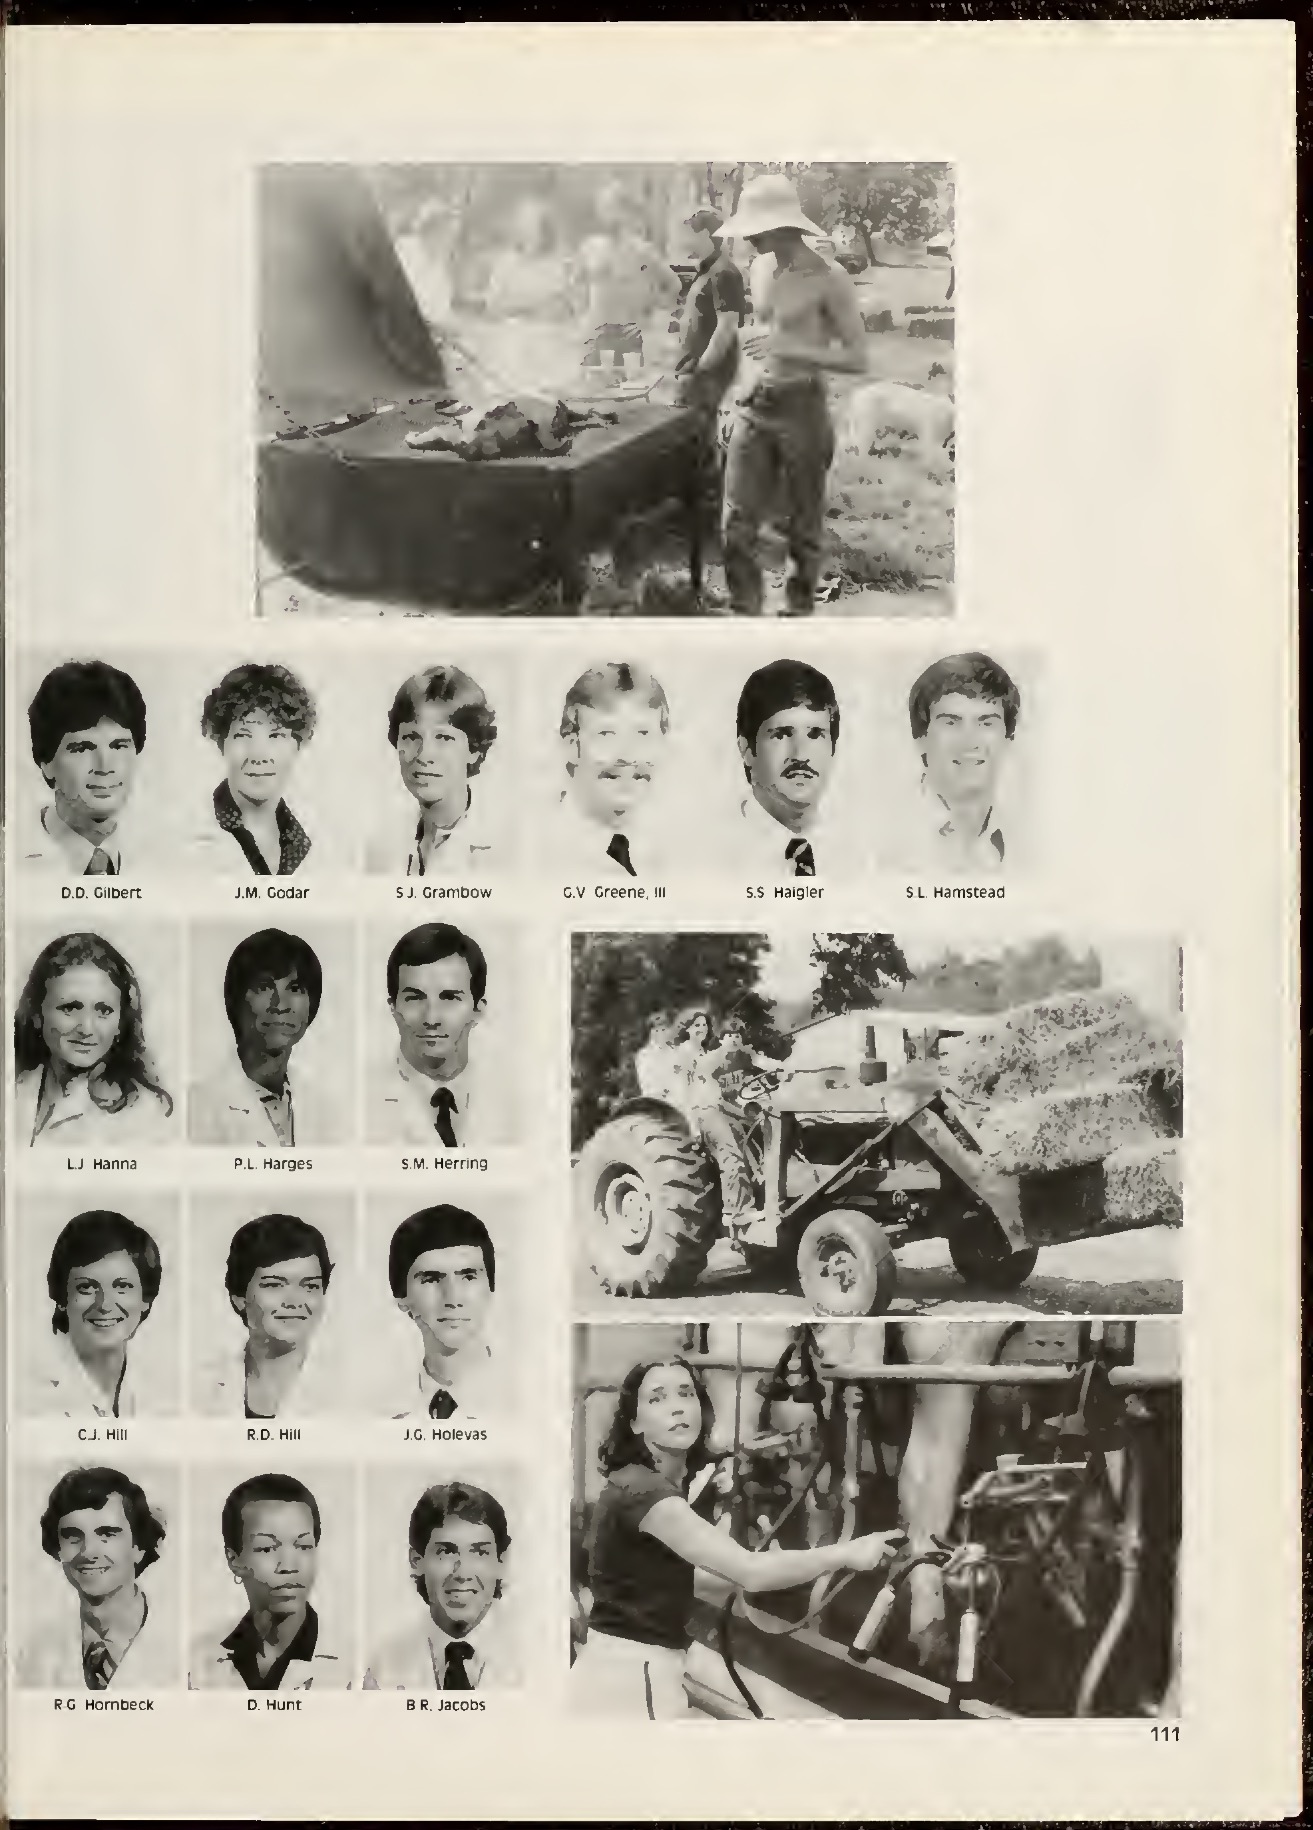 D.D. Gilbert
J.M. Godar
S.J. Grambow
G.V Greene, III
S.S Haigler
S.L. Hamstead
L.J Hanna
P.L. Harges
S.M. Herring
C.J. Hill
R.D. Hill
J.G. Holevas
R.G Hornbeck
D. Hunt
B R. Jacobs
111